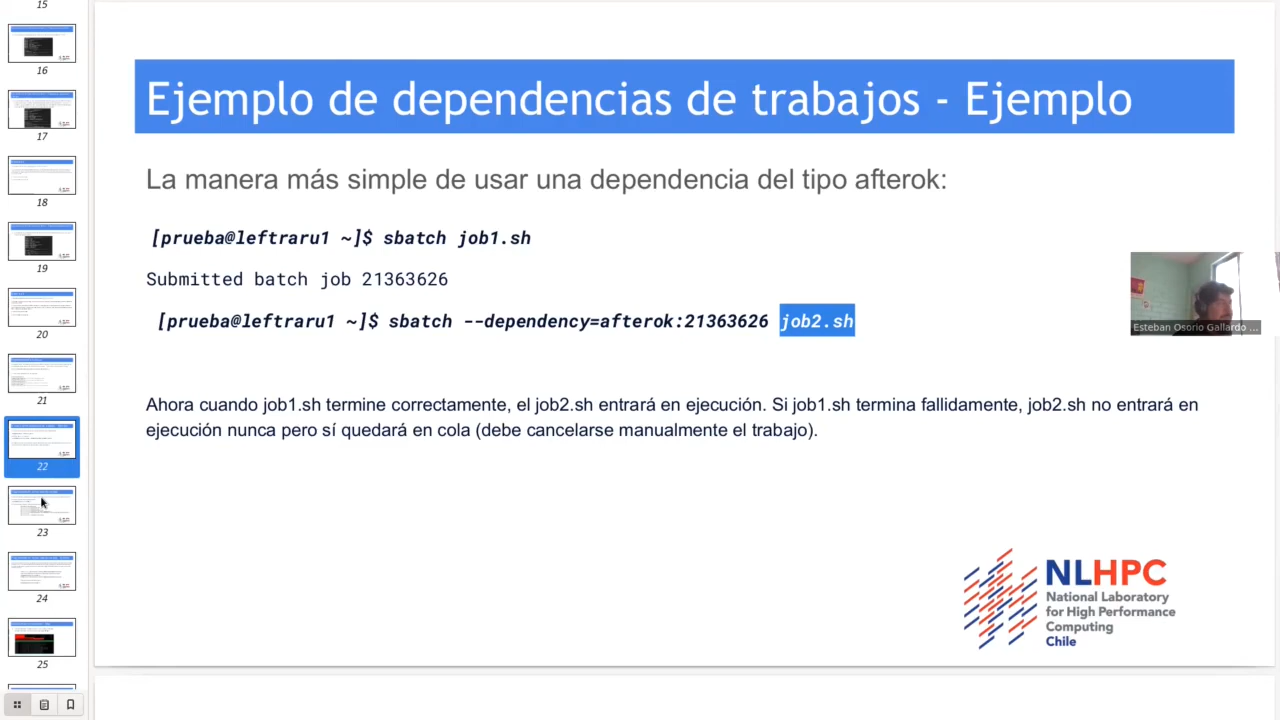 15
16
17
18
19
20
21
22
23
24
25
Ejemplo de dependencias de trabajos - Ejemplo
La manera más simple de usar una dependencia del tipo afterok:
[prueba@leftraru1 ~]$ sbatch job1.sh
Submitted batch job 21363626
[prueba@leftraru1 ~]$ sbatch --dependency=afterok:21363626 job2.sh
Ahora cuando job1.sh termine correctamente, el job2.sh entrará en ejecución. Si job1.sh termina fallidamente, job2.sh no entrará en
ejecución nunca pero sí quedará en cola (debe cancelarse manualmente el trabajo).
Esteban Osorio Gallardo ...
NLHPC
National Laboratory
for High Performance
Computing
Chile